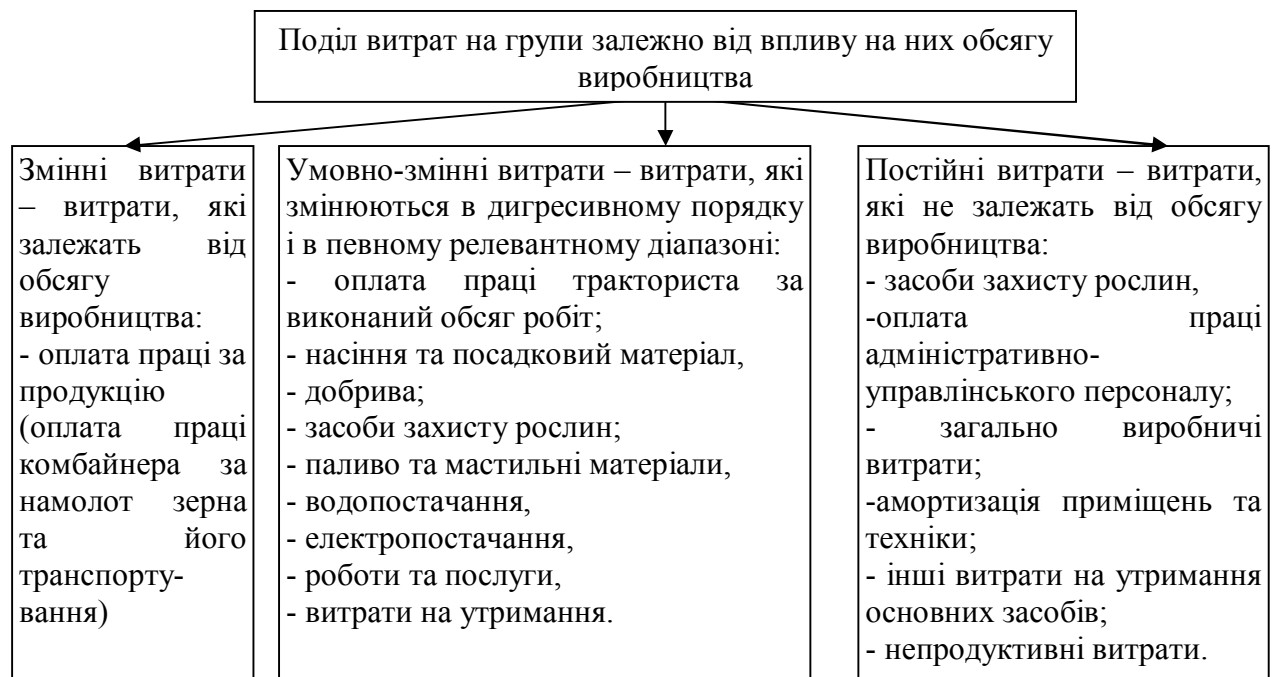 Поділ витрат на групи залежно від впливу на них обсягу
виробництва
Змінні витрати
– витрати, які
залежать від
обсягу
виробництва:
- оплата праці за
продукцію
(оплата праці
комбайнера за
намолот зерна
та його
транспорту-
вання)
Умовно-змінні витрати – витрати, які
змінюються в дигресивному порядку
і в певному релевантному діапазоні:
- оплата праці тракториста за
виконаний обсяг робіт;
- насіння та посадковий матеріал,
- добрива;
- засоби захисту рослин;
- паливо та мастильні матеріали,
- водопостачання,
- електропостачання,
- роботи та послуги,
- витрати на утримання.
Постійні витрати – витрати,
які не залежать від обсягу
виробництва:
- засоби захисту рослин,
-оплата праці
адміністративно-
управлінського персоналу;
- загально виробничі
витрати;
-амортизація приміщень та
техніки;
- інші витрати на утримання
основних засобів;
- непродуктивні витрати.